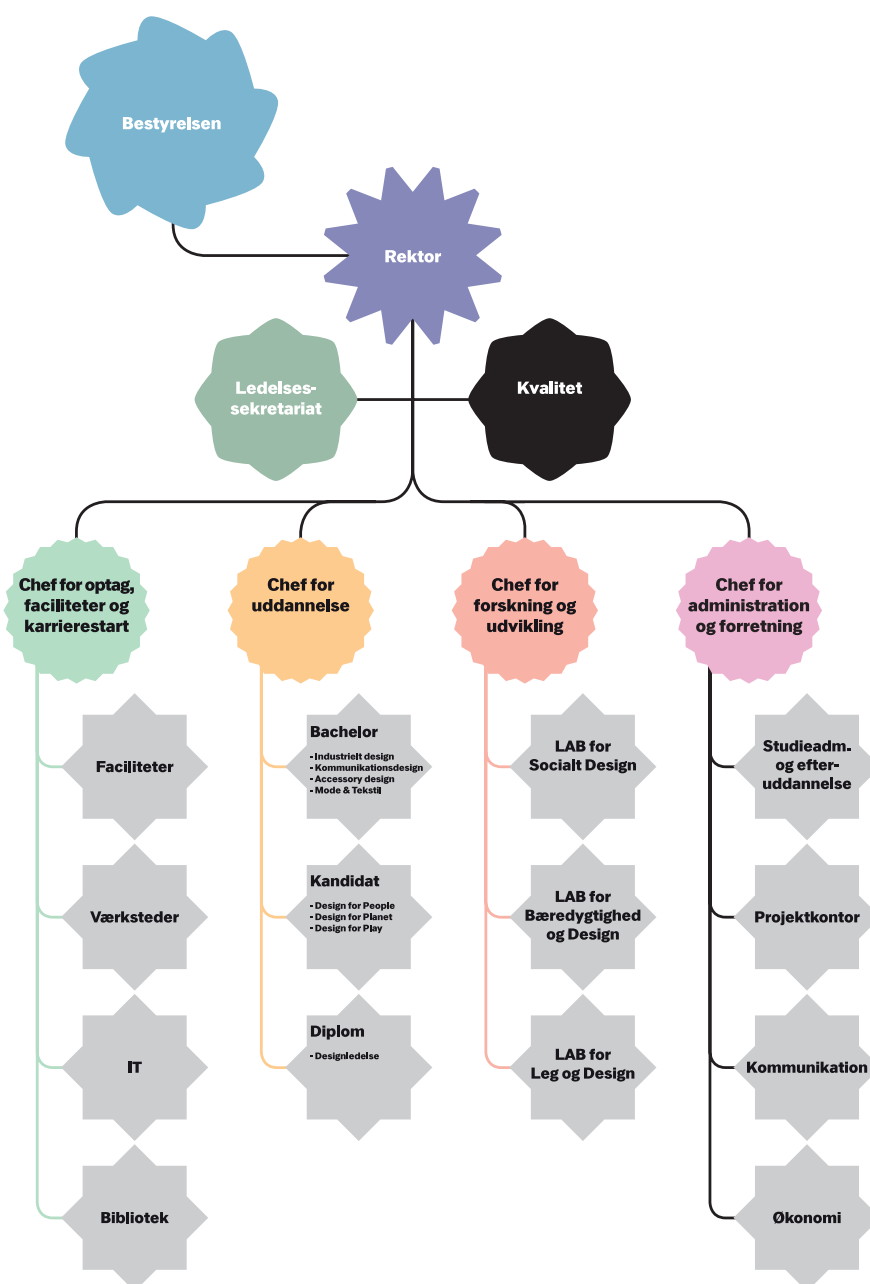 Bestyrelsen
Rektor
Ledelses-
sekretariat
Kvalitet
Chef for optag,
faciliteter og
karrierestart
Chef for
uddannelse
Chef for
forskning og
udvikling
Chef for
administration
og forretning
Faciliteter
Værksteder
IT
Bibliotek
Bachelor
- Industrielt design
- Kommunikationsdesign
- Accessory design
- Mode & Tekstil
Kandidat
- Design for People
- Design for Planet
- Design for Play
Diplom
- Designledelse
LAB for
Socialt Design
LAB for
Bæredygtighed
og Design
LAB for
Leg og Design
Studieadm.
og efter-
uddannelse
Projektkontor
Kommunikation
Økonomi